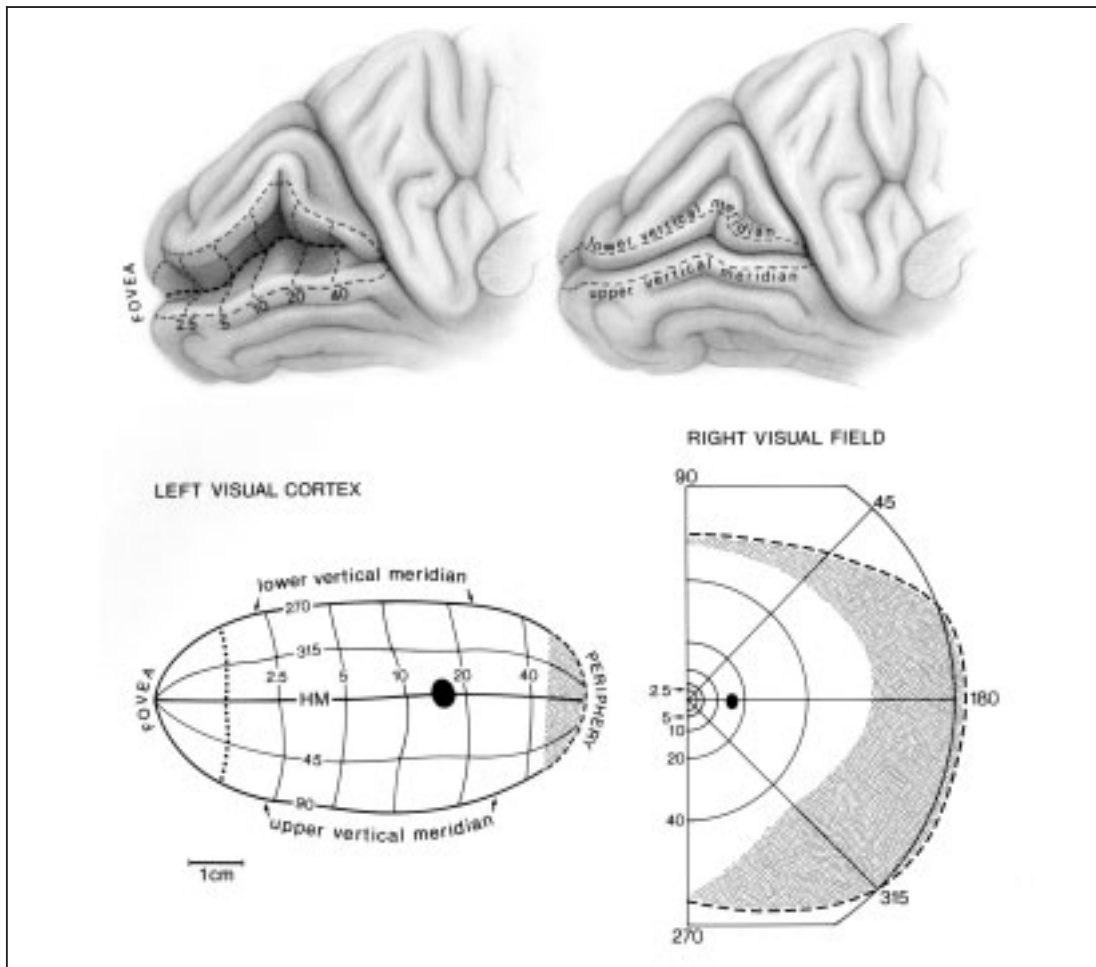 lower vertical meridian
upper vertical meridian
FOVEA
2.5 5 10 20 40
RIGHT VISUAL FIELD
LEFT VISUAL CORTEX
90
45
lower vertical meridian
270
315
2.5 5 10 20 40
FOVEA
HM
PERIPHERY
45
90
upper vertical meridian
1cm
2.5
5
10
20
40
180
315
270